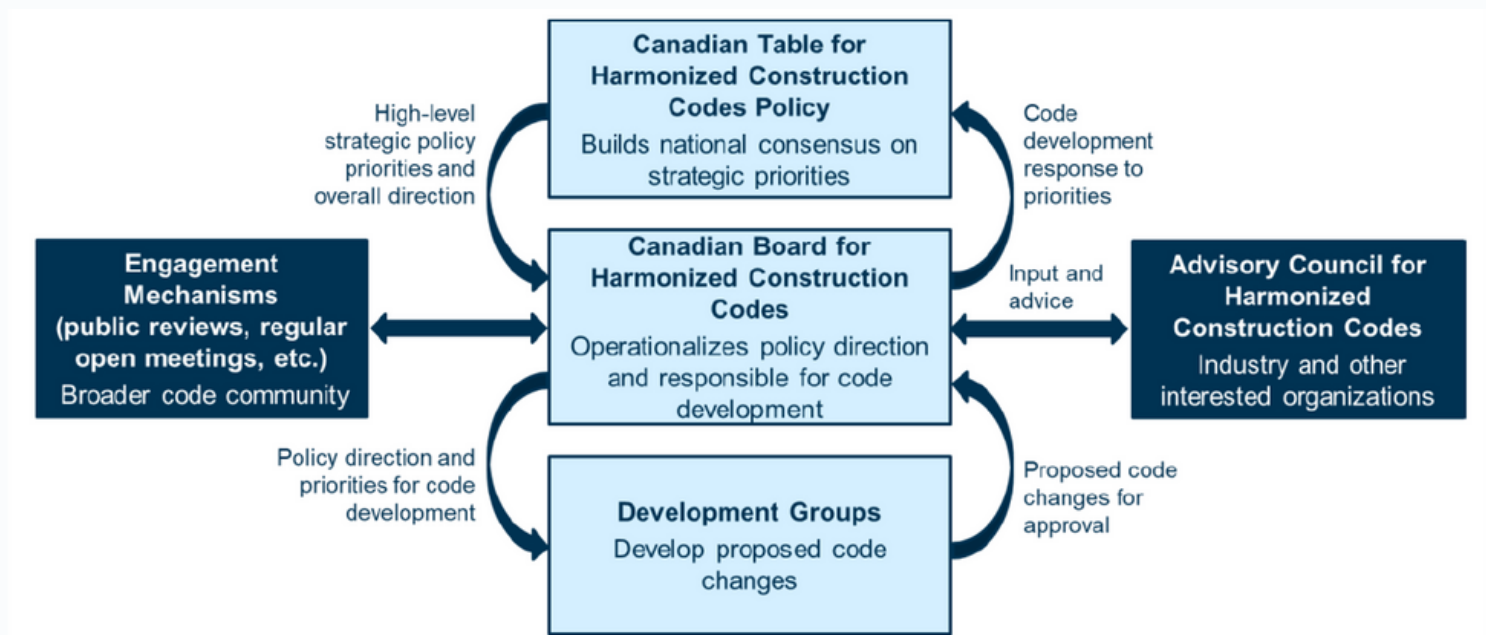 Canadian Table for
Harmonized Construction
Codes Policy
Builds national consensus on
strategic priorities
High-level
strategic policy
priorities and
overall direction
Code
development
response to
priorities
Engagement
Mechanisms
(public reviews, regular
open meetings, etc.)
Broader code community
Canadian Board for
Harmonized Construction
Codes
Operationalizes policy direction
and responsible for code
development
Input and
advice
Advisory Council for
Harmonized
Construction Codes
Industry and other
interested organizations
Policy direction and
priorities for code
development
Proposed code
changes for
approval
Development Groups
Develop proposed code
changes